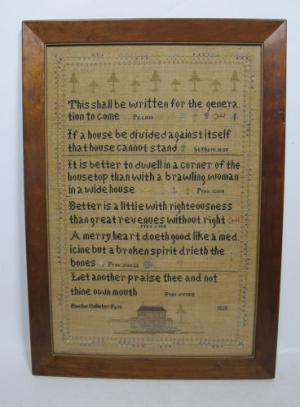 This shall be written for the genera
tion to come
If a house be divided against itself
that house cannot stand
It is better to dwell in a corner of the
housetop than with a brawling woman
in a wide house
Better is a little with righteousness
than great revenues without right
A merry heart doeth good like a med
icine but a broken spirit drieth the
bones
Let another praise thee and not
thine own mouth